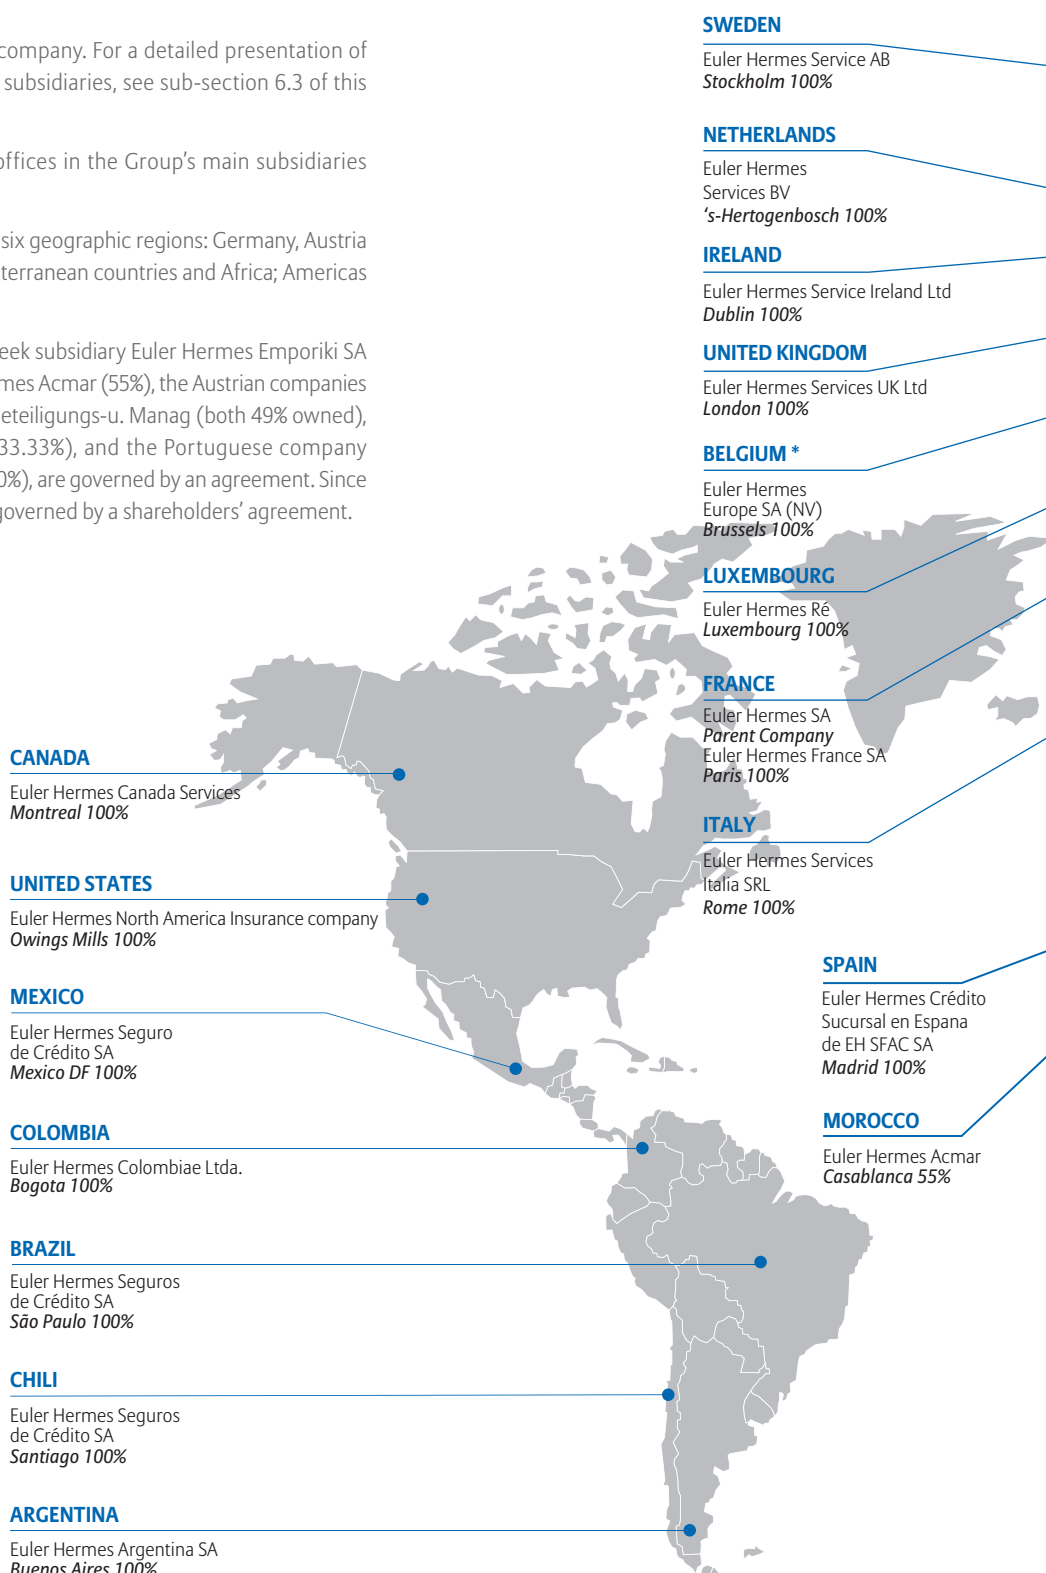 company. For a detailed presentation of
subsidiaries, see sub-section 6.3 of this
offices in the Group's main subsidiaries
six geographic regions: Germany, Austria
terranean countries and Africa; Americas
eek subsidiary Euler Hermes Emporiki SA
mes Acmar (55%), the Austrian companies
eteiligungs-u. Manag (both 49% owned),
33.33%), and the Portuguese company
0%), are governed by an agreement. Since
governed by a shareholders' agreement.
SWEDEN
Euler Hermes Service AB
Stockholm 100%
NETHERLANDS
Euler Hermes
Services BV
‘s-Hertogenbosch 100%
IRELAND
Euler Hermes Service Ireland Ltd
Dublin 100%
UNITED KINGDOM
Euler Hermes Services UK Ltd
London 100%
BELGIUM *
Euler Hermes
Europe SA (NV)
Brussels 100%
LUXEMBOURG
Euler Hermes Ré
Luxembourg 100%
FRANCE
Euler Hermes SA
Parent Company
Euler Hermes France SA
Paris 100%
ITALY
Euler Hermes Services
Italia SRL
Rome 100%
SPAIN
Euler Hermes Crédito
Sucursal en Espana
de EH SFAC SA
Madrid 100%
MOROCCO
Euler Hermes Acmar
Casablanca 55%
CANADA
Euler Hermes Canada Services
Montreal 100%
UNITED STATES
Euler Hermes North America Insurance company
Owings Mills 100%
MEXICO
Euler Hermes Seguro
de Crédito SA
Mexico DF 100%
COLOMBIA
Euler Hermes Colombiae Ltda.
Bogota 100%
BRAZIL
Euler Hermes Seguros
de Crédito SA
São Paulo 100%
CHILI
Euler Hermes Seguros
de Crédito SA
Santiago 100%
ARGENTINA
Euler Hermes Argentina SA
Buenos Aires 100%